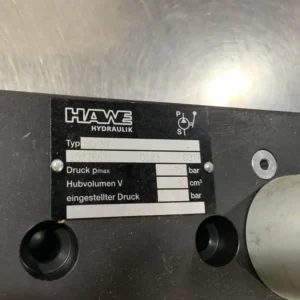 HAWE
HYDRAULIK
P
S
Typ
Druck pmax bar
Hubvolumen V cm³
eingestellter Druck bar